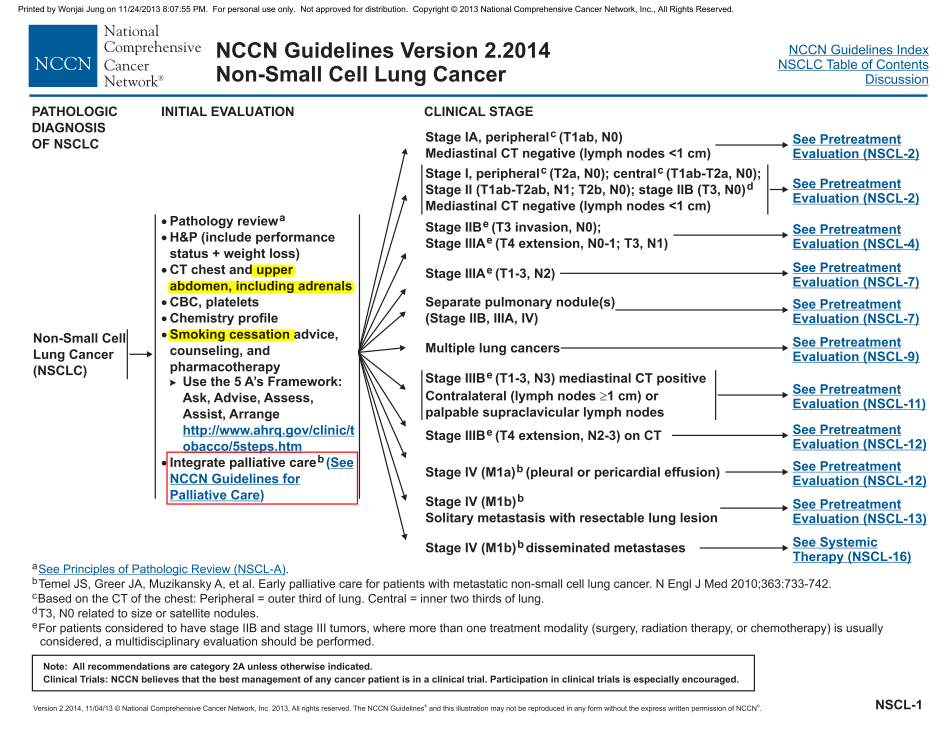 Printed by Wonjai Jung on 11/24/2013 8:07:55 PM. For personal use only. Not approved for distribution. Copyright © 2013 National Comprehensive Cancer Network, Inc., All Rights Reserved.
NCCN
National
Comprehensive
Cancer
Network®
NCCN Guidelines Version 2.2014
Non-Small Cell Lung Cancer
NCCN Guidelines Index
NSCLC Table of Contents
Discussion
PATHOLOGIC
DIAGNOSIS
OF NSCLC
INITIAL EVALUATION
CLINICAL STAGE
Non-Small Cell
Lung Cancer
(NSCLC)
• Pathology review a
• H&P (include performance
status + weight loss)
• CT chest and upper
abdomen, including adrenals
• CBC, platelets
• Chemistry profile
• Smoking cessation advice,
counseling, and
pharmacotherapy
➤ Use the 5 A's Framework:
Ask, Advise, Assess,
Assist, Arrange
http://www.ahrq.gov/clinic/t
obacco/5steps.htm
• Integrate palliative care b (See
NCCN Guidelines for
Palliative Care)
Stage IA, peripheral c (T1ab, N0)
Mediastinal CT negative (lymph nodes <1 cm)
See Pretreatment
Evaluation (NSCL-2)
Stage I, peripheral c (T2a, N0); central c (T1ab-T2a, N0);
Stage II (T1ab-T2ab, N1; T2b, N0); stage IIB (T3, N0) d
Mediastinal CT negative (lymph nodes <1 cm)
See Pretreatment
Evaluation (NSCL-2)
Stage IIB e (T3 invasion, N0);
Stage IIIA e (T4 extension, N0-1; T3, N1)
See Pretreatment
Evaluation (NSCL-4)
Stage IIIA e (T1-3, N2)
See Pretreatment
Evaluation (NSCL-7)
Separate pulmonary nodule(s)
(Stage IIB, IIIA, IV)
See Pretreatment
Evaluation (NSCL-7)
Multiple lung cancers
See Pretreatment
Evaluation (NSCL-9)
Stage IIIB e (T1-3, N3) mediastinal CT positive
Contralateral (lymph nodes ≥1 cm) or
palpable supraclavicular lymph nodes
See Pretreatment
Evaluation (NSCL-11)
Stage IIIB e (T4 extension, N2-3) on CT
See Pretreatment
Evaluation (NSCL-12)
Stage IV (M1a) b (pleural or pericardial effusion)
See Pretreatment
Evaluation (NSCL-12)
Stage IV (M1b) b
Solitary metastasis with resectable lung lesion
See Pretreatment
Evaluation (NSCL-13)
Stage IV (M1b) b disseminated metastases
See Systemic
Therapy (NSCL-16)
a See Principles of Pathologic Review (NSCL-A).
b Temel JS, Greer JA, Muzikansky A, et al. Early palliative care for patients with metastatic non-small cell lung cancer. N Engl J Med 2010;363:733-742.
c Based on the CT of the chest: Peripheral = outer third of lung. Central = inner two thirds of lung.
d T3, N0 related to size or satellite nodules.
e For patients considered to have stage IIB and stage III tumors, where more than one treatment modality (surgery, radiation therapy, or chemotherapy) is usually
considered, a multidisciplinary evaluation should be performed.
Note: All recommendations are category 2A unless otherwise indicated.
Clinical Trials: NCCN believes that the best management of any cancer patient is in a clinical trial. Participation in clinical trials is especially encouraged.
Version 2.2014, 11/04/13 © National Comprehensive Cancer Network, Inc. 2013, All rights reserved. The NCCN Guidelines® and this illustration may not be reproduced in any form without the express written permission of NCCN®.
NSCL-1